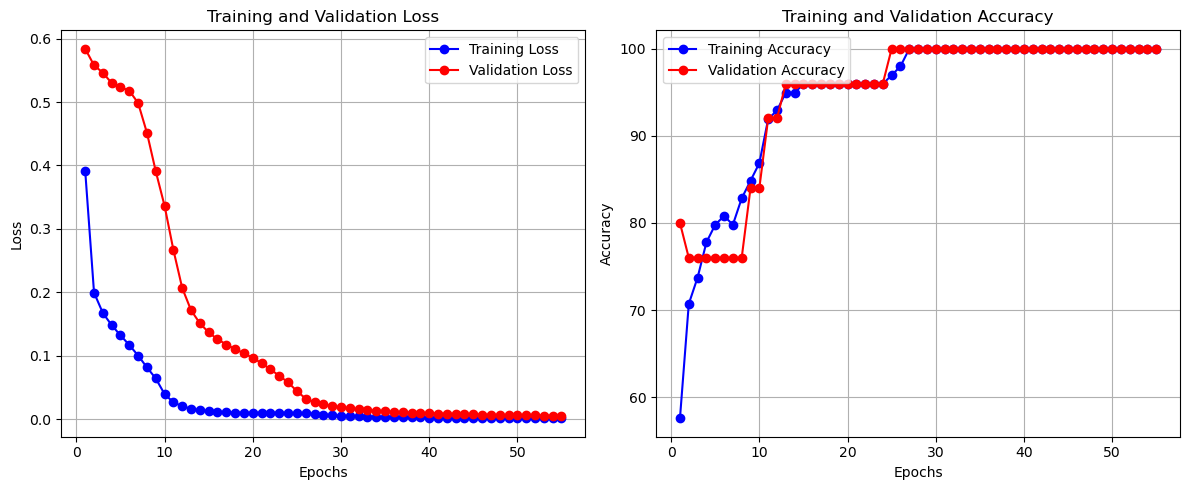 Training and Validation Loss
Training Loss
Validation Loss
0.6
0.5
0.4
0.3
0.2
0.1
0.0
Loss
0
10
20
30
40
50
Epochs
Training and Validation Accuracy
Training Accuracy
Validation Accuracy
100
90
80
70
60
Accuracy
0
10
20
30
40
50
Epochs